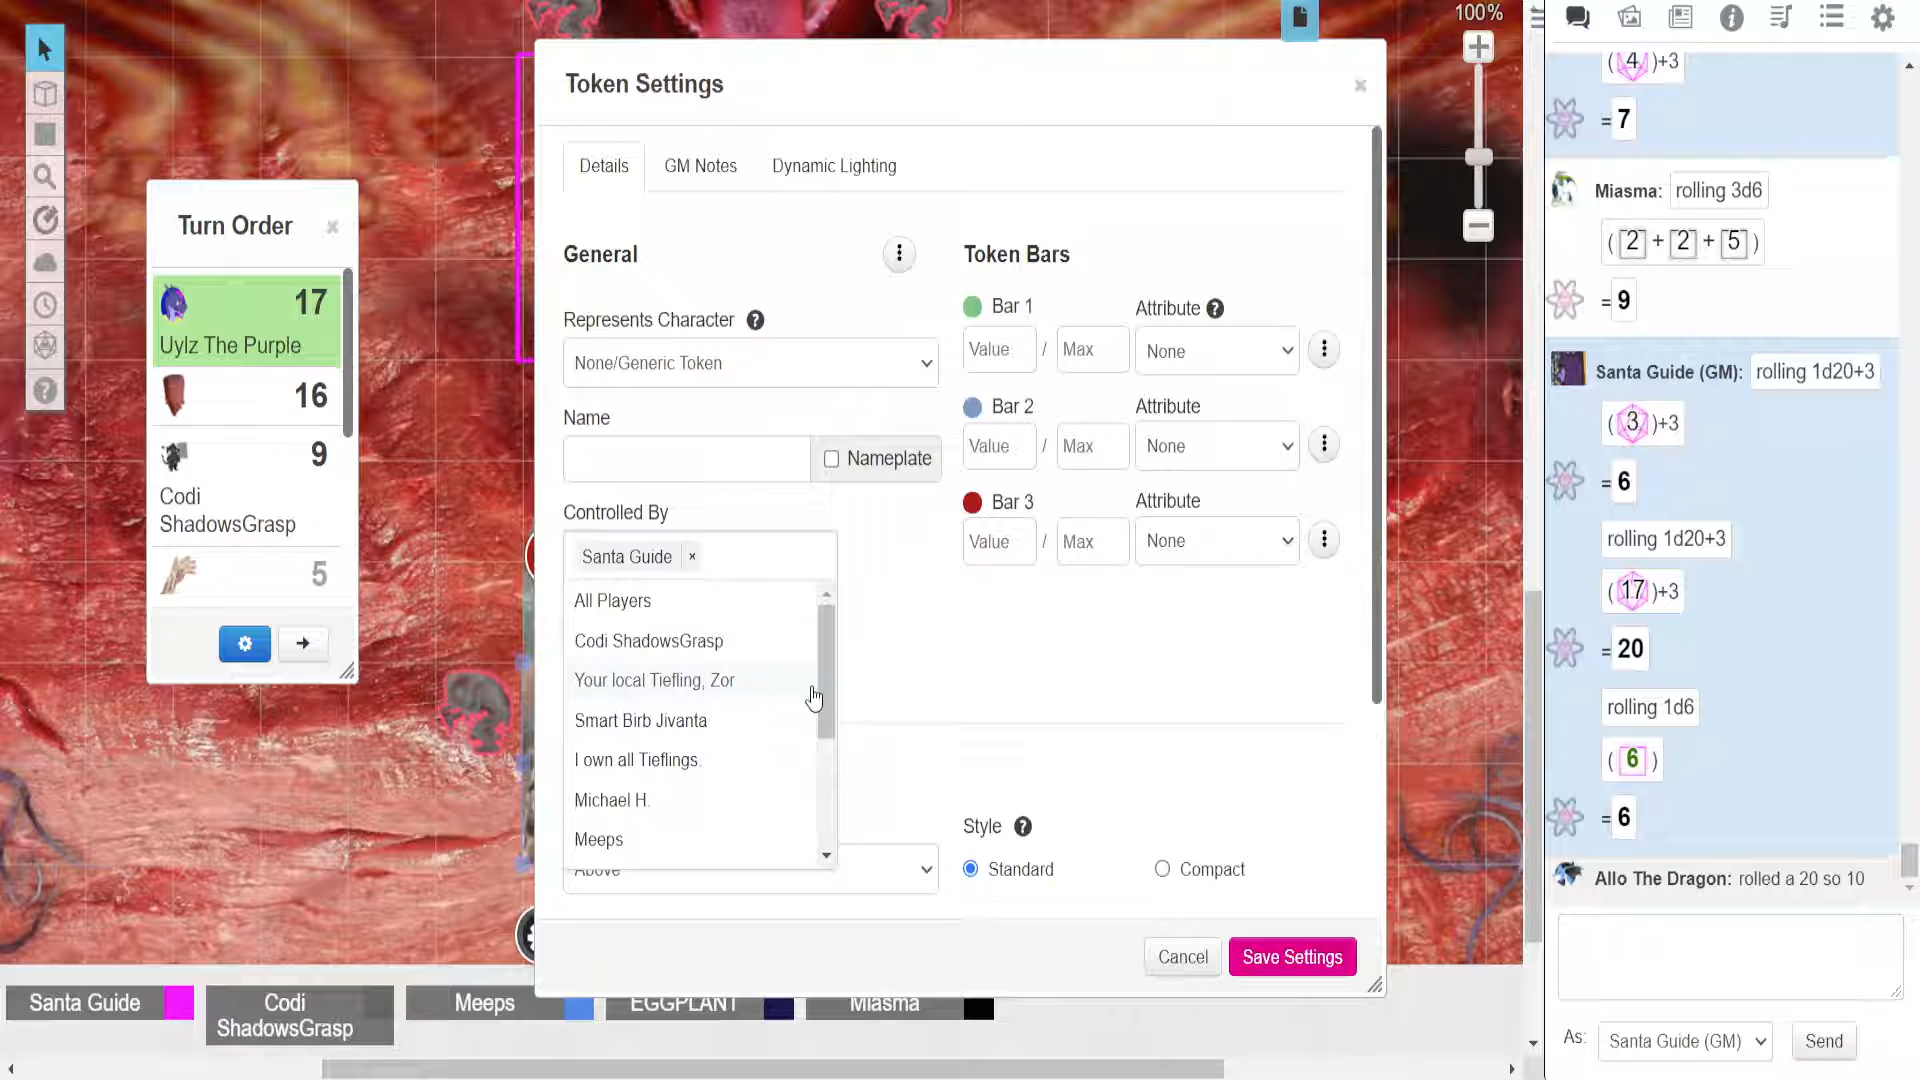 100%
Token Settings
×
Details
GM Notes
Dynamic Lighting
Turn Order
×
17
Uylz The Purple
16
9
Codi
ShadowsGrasp
5
General
Represents Character ?
None/Generic Token
Name
Nameplate
Controlled By
Santa Guide ×
All Players
Codi ShadowsGrasp
Your local Tiefling, Zor
Smart Birb Jivanta
I own all Tieflings.
Michael H.
Meeps
Above
Token Bars
Bar 1
Attribute ?
Value / Max
None
Bar 2
Attribute
Value / Max
None
Bar 3
Attribute
Value / Max
None
Style ?
Standard
Compact
Cancel
Save Settings
Santa Guide
Codi
ShadowsGrasp
Meeps
EGGPLANT
Miasma
(4)+3
=7
Miasma: rolling 3d6
(2+2+5)
=9
Santa Guide (GM): rolling 1d20+3
(3)+3
=6
rolling 1d20+3
(17)+3
=20
rolling 1d6
(6)
=6
Allo The Dragon: rolled a 20 so 10
As: Santa Guide (GM)
Send